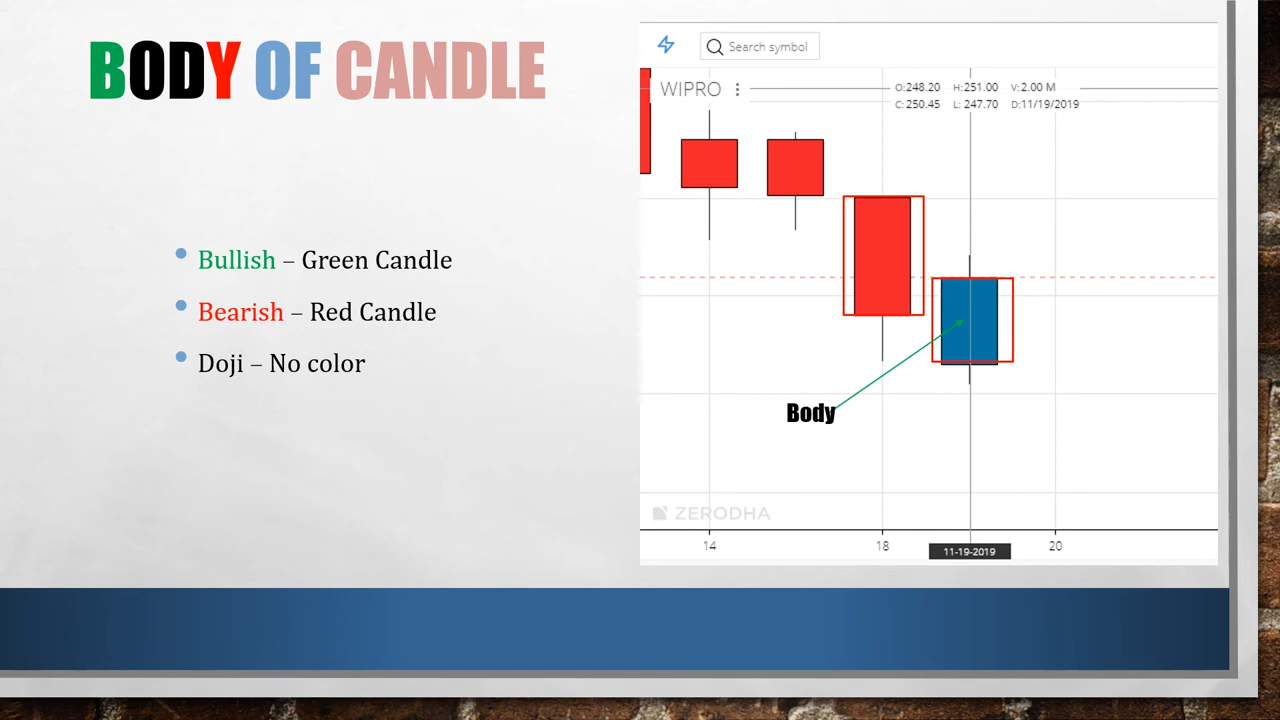 BODY OF CANDLE
Bullish – Green Candle
Bearish – Red Candle
Doji – No color
Search symbol
WIPRO
O:248.20 H:251.00 V:2.00 M
C: 250.45 L: 247.70 D:11/19/2019
Body
ZERODHA
14 18 20
11-19-2019